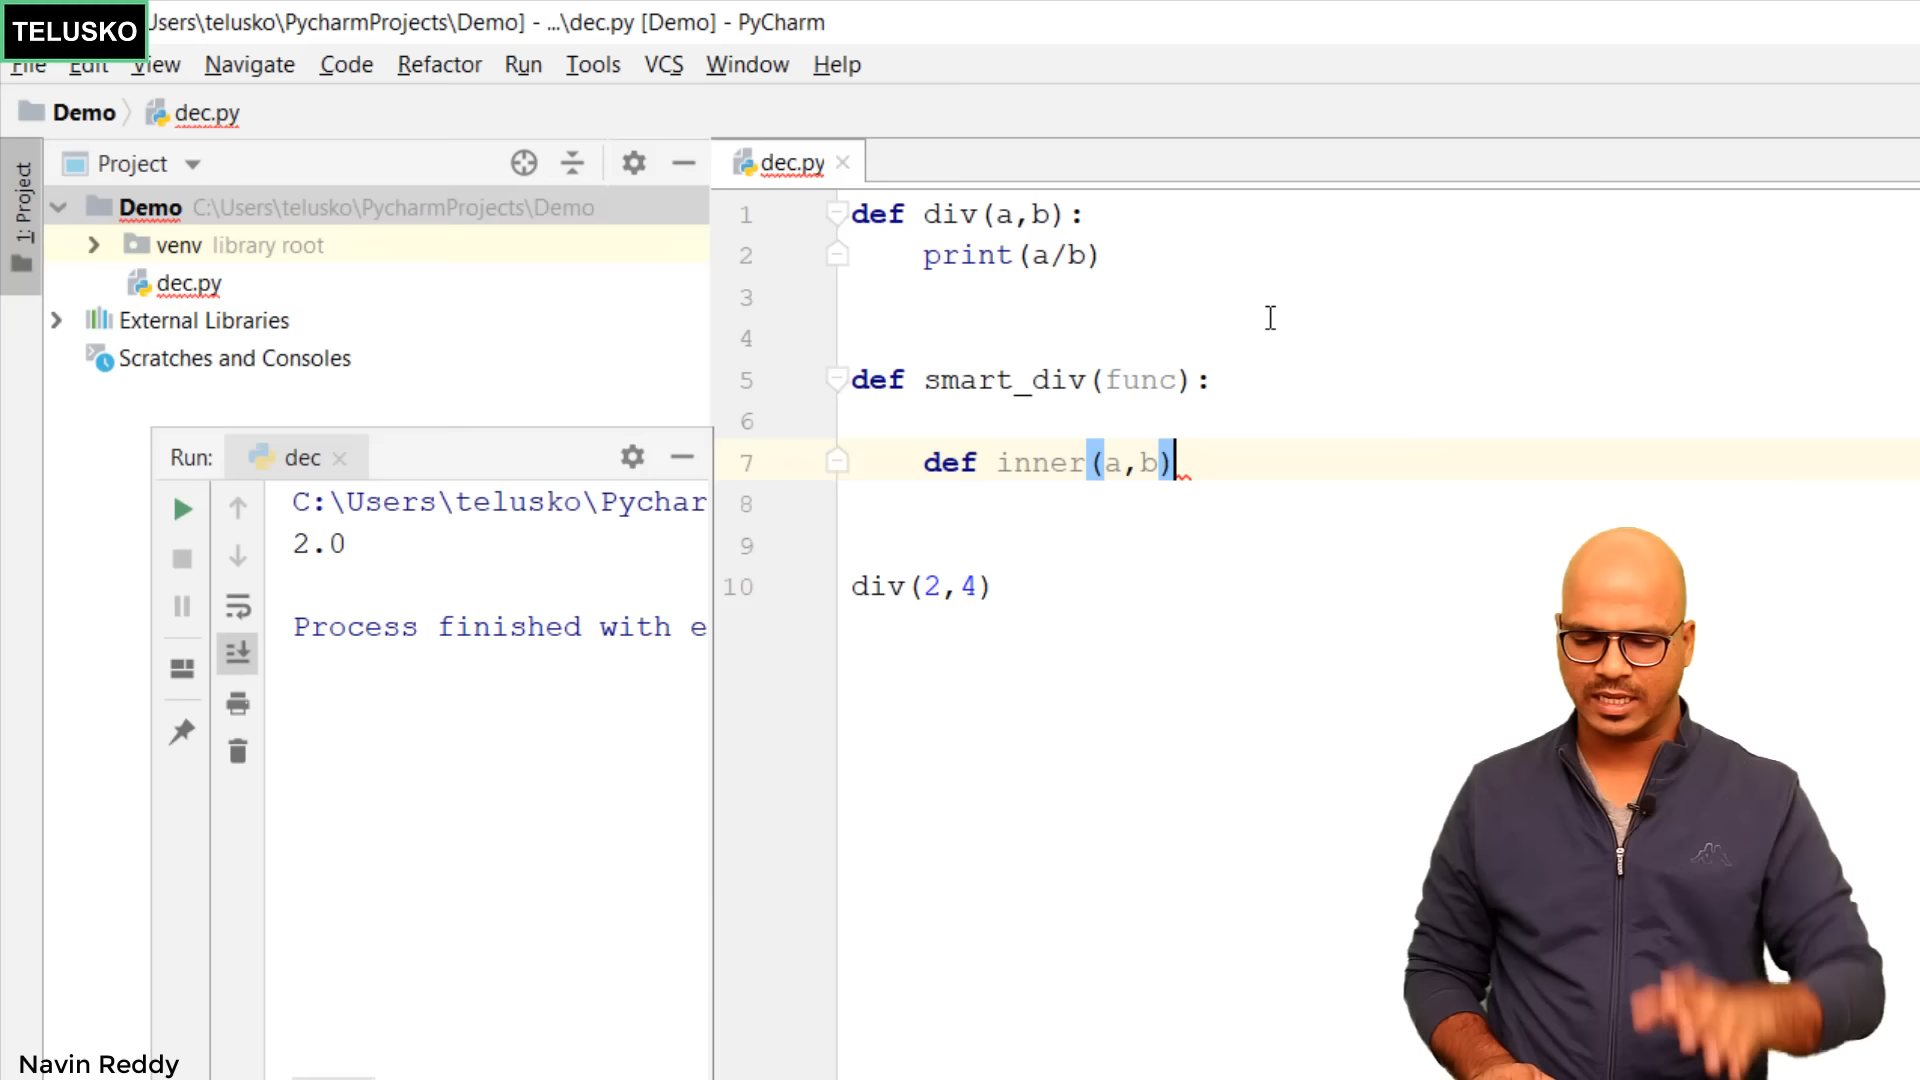 TELUSKO
Users\telusko\PycharmProjects\Demo] - ...\dec.py [Demo] - PyCharm
File Edit View Navigate Code Refactor Run Tools VCS Window Help
Demo dec.py
1: Project
Project
Demo C:\Users\telusko\PycharmProjects\Demo
venv library root
dec.py
External Libraries
Scratches and Consoles
Run: dec
C:\Users\telusko\Pychar
2.0
Process finished with e
dec.py
1 def div(a,b):
2 print(a/b)
3
4
5 def smart_div(func):
6
7 def inner(a,b)
8
9
10 div(2,4)
Navin Reddy